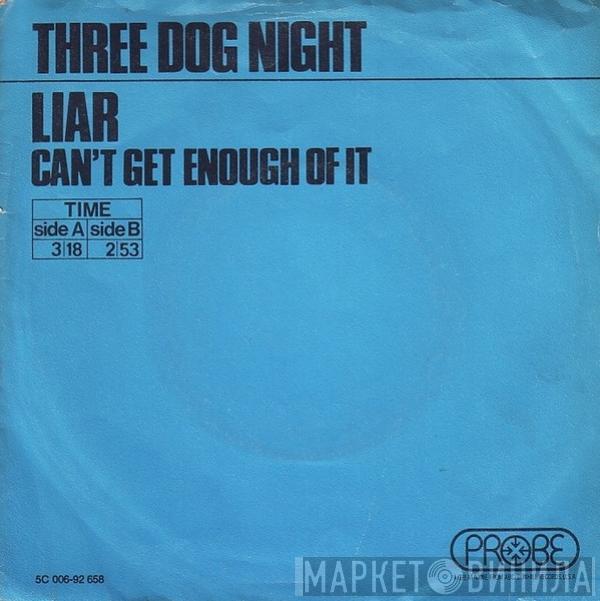 THREE DOG NIGHT
LIAR
CAN'T GET ENOUGH OF IT
TIME
side A side B
3 18 2 53
PROBE
5C 006-92 658
МАРКЕТ ВИНИЛА